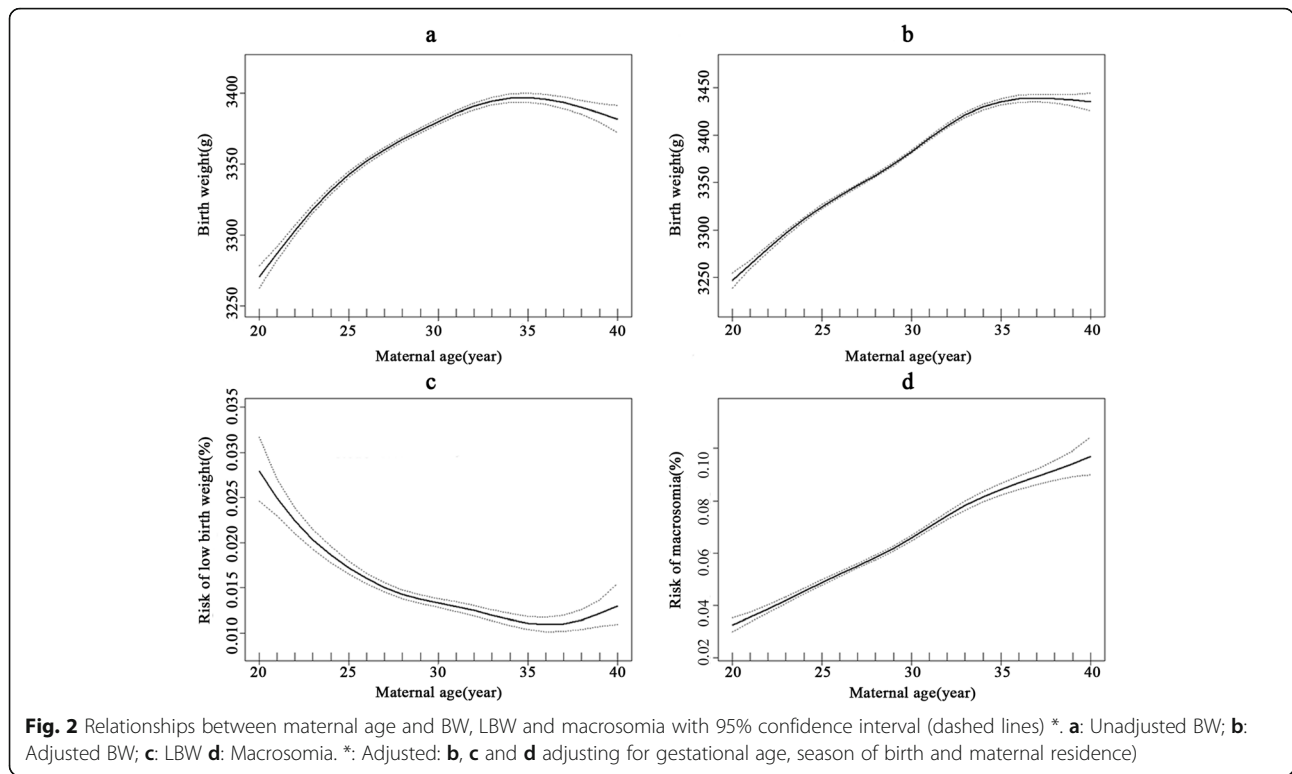 a
b
Birth weight(g)
3250 3300 3350 3400
20 25 30 35 40
Maternal age(year)
Birth weight(g)
3250 3300 3350 3400 3450
20 25 30 35 40
Maternal age(year)
c
d
Risk of low birth weight(%)
0.010 0.015 0.020 0.025 0.030 0.035
20 25 30 35 40
Maternal age(year)
Risk of macrosomia(%)
0.02 0.04 0.06 0.08 0.10
20 25 30 35 40
Maternal age(year)
Fig. 2 Relationships between maternal age and BW, LBW and macrosomia with 95% confidence interval (dashed lines) *. a: Unadjusted BW; b:
Adjusted BW; c: LBW d: Macrosomia. *: Adjusted: b, c and d adjusting for gestational age, season of birth and maternal residence)